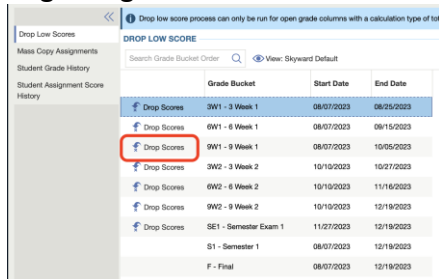 Drop low score process can only be run for open grade columns with a calculation type of tot
Drop Low Scores
Mass Copy Assignments
Student Grade History
Student Assignment Score
History
DROP LOW SCORE
Search Grade Bucket Order View: Skyward Default
Grade Bucket Start Date End Date
Drop Scores 3W1 - 3 Week 1 08/07/2023 08/25/2023
Drop Scores 6W1 - 6 Week 1 08/07/2023 09/15/2023
Drop Scores 9W1 - 9 Week 1 08/07/2023 10/05/2023
Drop Scores 3W2 - 3 Week 2 10/10/2023 10/27/2023
Drop Scores 6W2 - 6 Week 2 10/10/2023 11/16/2023
Drop Scores 9W2 - 9 Week 2 10/10/2023 12/19/2023
Drop Scores SE1 - Semester Exam 1 11/27/2023 12/19/2023
S1 - Semester 1 08/07/2023 12/19/2023
F - Final 08/07/2023 12/19/2023